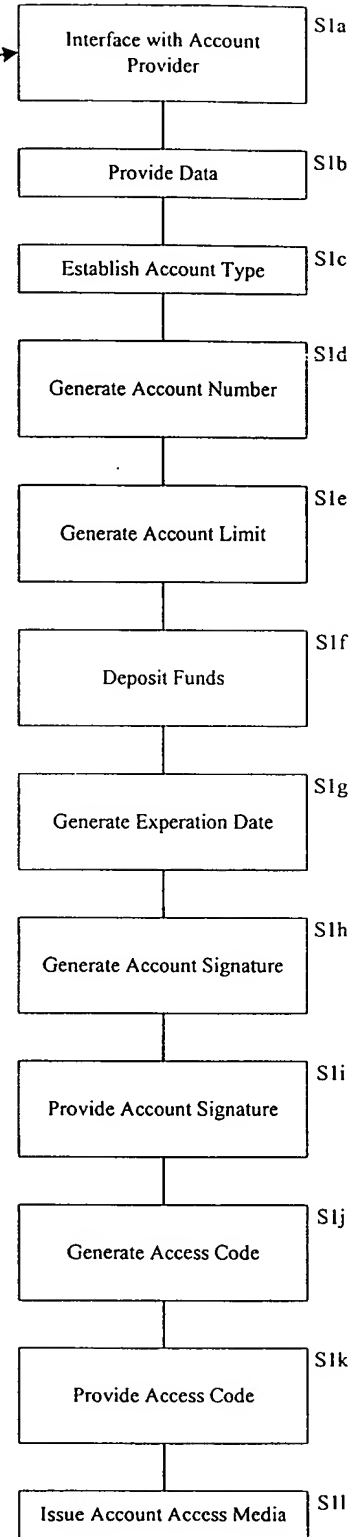 Interface with Account
Provider
S1a
Provide Data
S1b
Establish Account Type
S1c
Generate Account Number
S1d
Generate Account Limit
S1e
Deposit Funds
S1f
Generate Experation Date
S1g
Generate Account Signature
S1h
Provide Account Signature
S1i
Generate Access Code
S1j
Provide Access Code
S1k
Issue Account Access Media
S1l